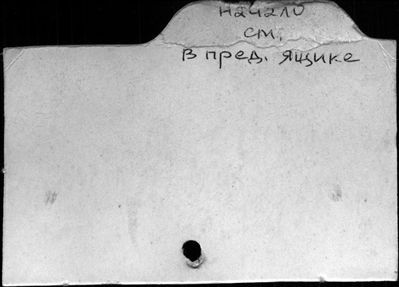 начало
см.
в пред. ящике